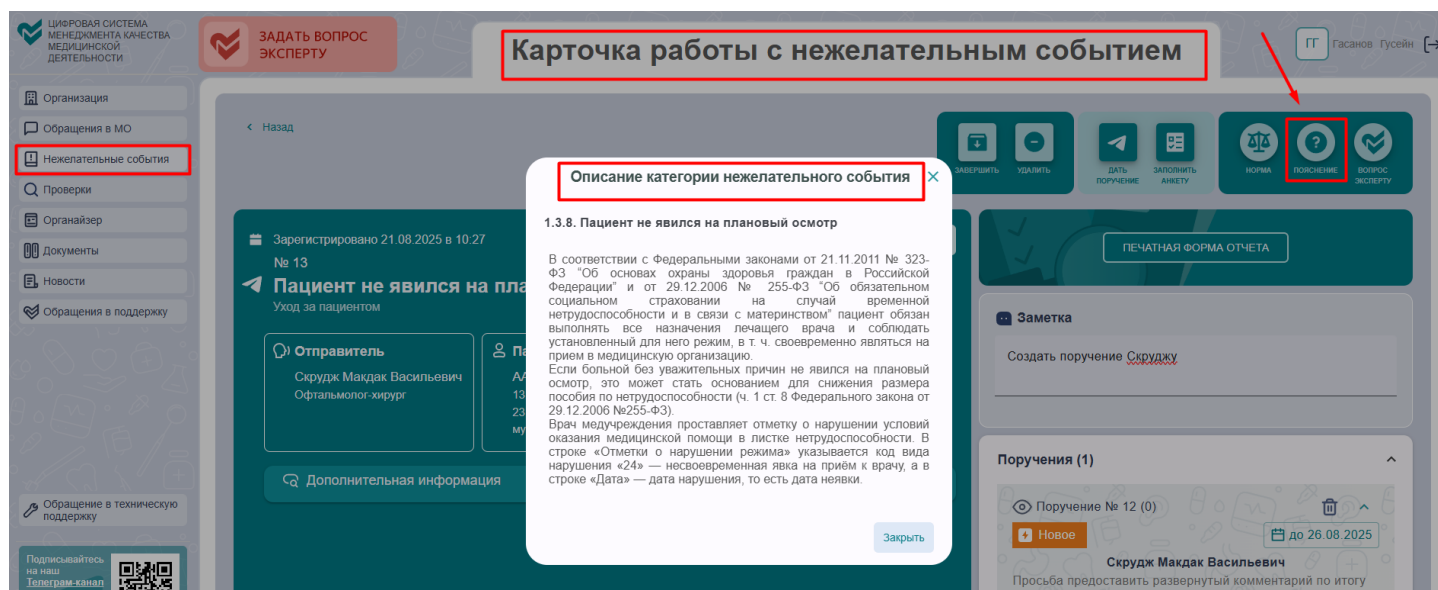 ЦИФРОВАЯ СИСТЕМА
МЕНЕДЖМЕНТА КАЧЕСТВА
МЕДИЦИНСКОЙ
ДЕЯТЕЛЬНОСТИ
ЗАДАТЬ ВОПРОС
ЭКСПЕРТУ
Карточка работы с нежелательным событием
ГГ
Гасанов Гусейн
Организация
Обращения в МО
Нежелательные события
Проверки
Органайзер
Документы
Новости
Обращения в поддержку
Обращение в техническую
поддержку
Подписывайтесь
на наш
Телеграм-канал
Назад
ЗАВЕРШИТЬ
УДАЛИТЬ
ДАТЬ
ПОРУЧЕНИЕ
ЗАПОЛНИТЬ
АНКЕТУ
НОРМА
ПОЯСНЕНИЕ
ВОПРОС
ЭКСПЕРТУ
Зарегистрировано 21.08.2025 в 10:27
№ 13
Пациент не явился на пла
Уход за пациентом
Отправитель
Скрудж Макдак Васильевич
Офтальмолог-хирург
Па
13
23
му
Дополнительная информация
Описание категории нежелательного события
1.3.8. Пациент не явился на плановый осмотр
В соответствии с Федеральными законами от 21.11.2011 № 323-
ФЗ "Об основах охраны здоровья граждан в Российской
Федерации" и от 29.12.2006 № 255-ФЗ "Об обязательном
социальном страховании на случай временной
нетрудоспособности и в связи с материнством" пациент обязан
выполнять все назначения лечащего врача и соблюдать
установленный для него режим, в т. ч. своевременно являться на
прием в медицинскую организацию.
Если больной без уважительных причин не явился на плановый
осмотр, это может стать основанием для снижения размера
пособия по нетрудоспособности (ч. 1 ст. 8 Федерального закона от
29.12.2006 №255-ФЗ).
Врач медучреждения проставляет отметку о нарушении условий
оказания медицинской помощи в листке нетрудоспособности. В
строке «Отметки о нарушении режима» указывается код вида
нарушения «24» — несвоевременная явка на приём к врачу, а в
строке «Дата» — дата нарушения, то есть дата неявки.
Закрыть
ПЕЧАТНАЯ ФОРМА ОТЧЕТА
Заметка
Создать поручение Скруджу
Поручения (1)
Поручение № 12 (0)
Новое
до 26.08.2025
Скрудж Макдак Васильевич
Просьба предоставить развернутый комментарий по итогу